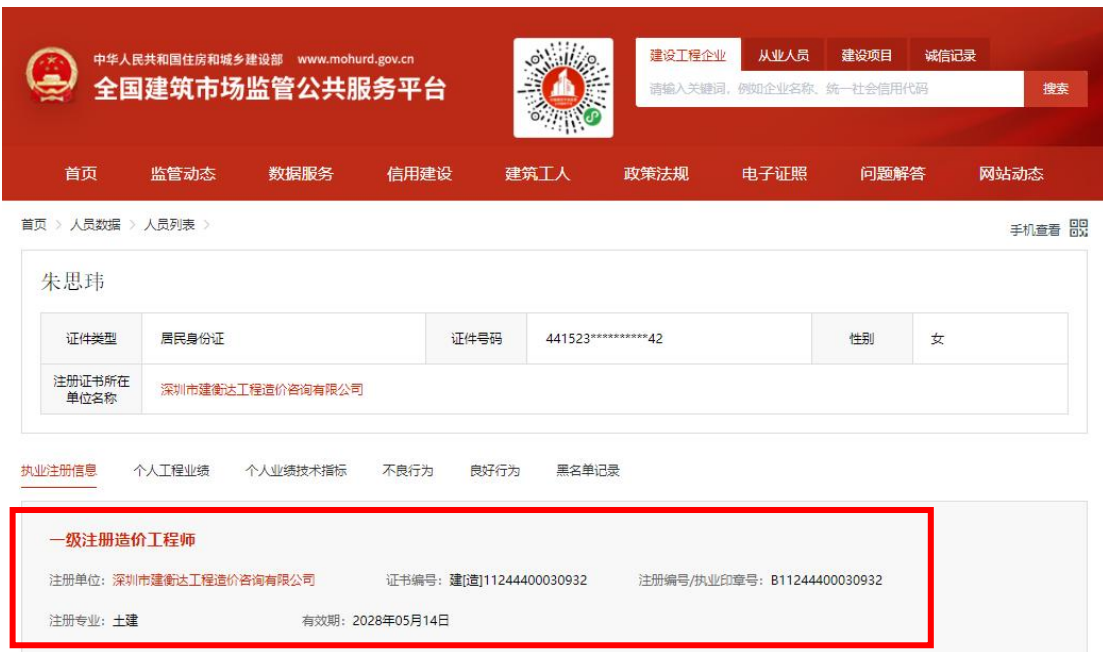 中华人民共和国住房和城乡建设部 www.mohurd.gov.cn
全国建筑市场监管公共服务平台
建设工程企业 从业人员 建设项目 诚信记录
请输入关键词，例如企业名称、统一社会信用代码 搜索
首页 监管动态 数据服务 信用建设 建筑工人 政策法规 电子证照 问题解答 网站动态
首页 > 人员数据 > 人员列表 >
手机查看
朱思玮
证件类型 居民身份证 证件号码 441523**********42 性别 女
注册证书所在
单位名称
深圳市建衡达工程造价咨询有限公司
执业注册信息 个人工程业绩 个人业绩技术指标 不良行为 良好行为 黑名单记录
一级注册造价工程师
注册单位：深圳市建衡达工程造价咨询有限公司 证书编号：建[造]11244400030932 注册编号/执业印章号：B11244400030932
注册专业：土建 有效期：2028年05月14日